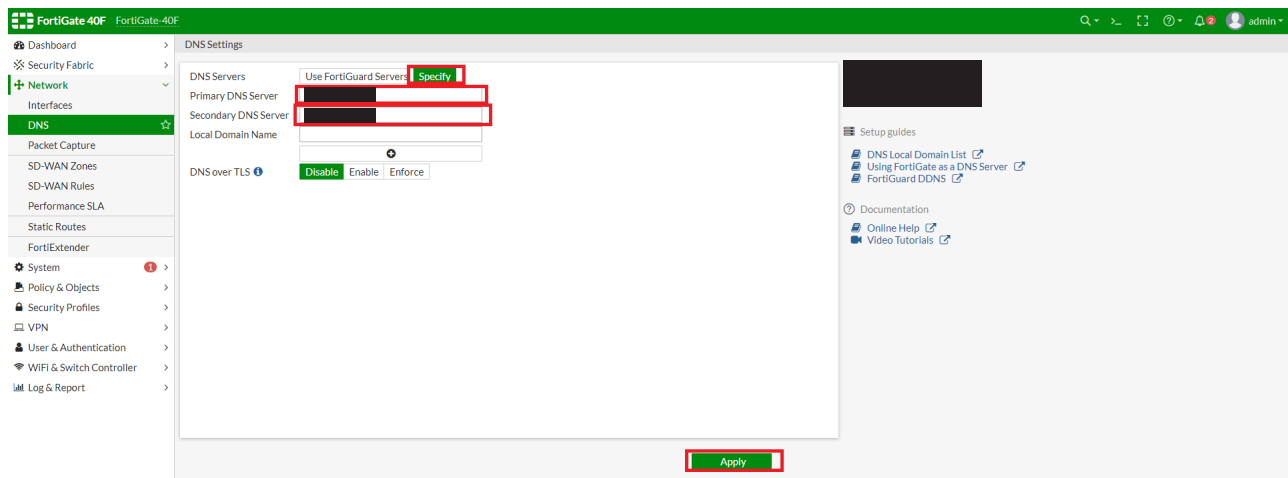 FortiGate 40F FortiGate-40F
2 admin
Dashboard
Security Fabric
Network
Interfaces
DNS
Packet Capture
SD-WAN Zones
SD-WAN Rules
Performance SLA
Static Routes
FortiExtender
System 1
Policy & Objects
Security Profiles
VPN
User & Authentication
WiFi & Switch Controller
Log & Report
DNS Settings
DNS Servers Use FortiGuard Servers Specify
Primary DNS Server
Secondary DNS Server
Local Domain Name
DNS over TLS Disable Enable Enforce
Apply
Setup guides
DNS Local Domain List
Using FortiGate as a DNS Server
FortiGuard DDNS
Documentation
Online Help
Video Tutorials